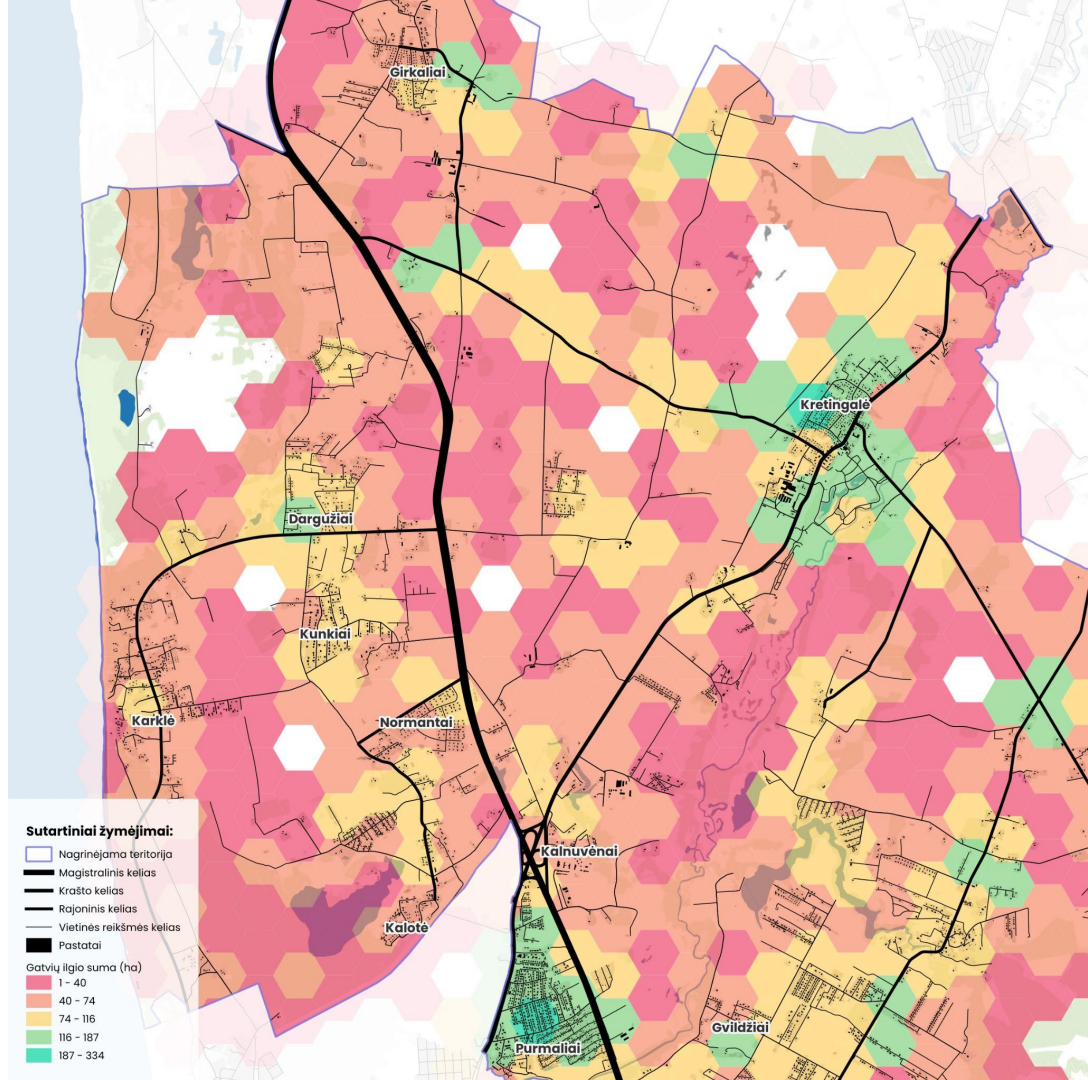 Girkaliai
Kretingalė
Dargužiai
Kunkiai
Karklė
Normantai
Kalnuvėnai
Kalotė
Gvildžiai
Purmaliai
Sutartiniai žymėjimai:
Nagrinėjama teritorija
Magistralinis kelias
Krašto kelias
Rajoninis kelias
Vietinės reikšmės kelias
Pastatai
Gatvių ilgio suma (ha)
1 - 40
40 - 74
74 - 116
116 - 187
187 - 334